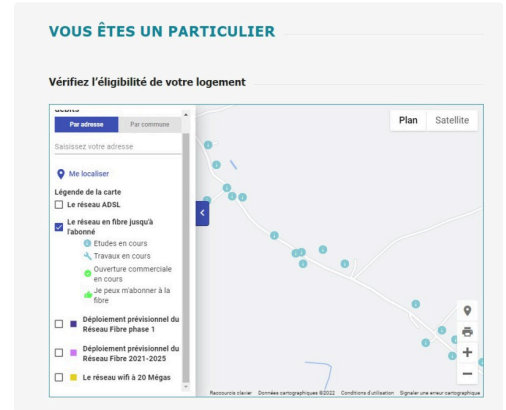 VOUS ÊTES UN PARTICULIER
Vérifiez l'éligibilité de votre logement
débits
Par adresse
Par commune
Saisissez votre adresse
Me localiser
Légende de la carte
Le réseau ADSL
Le réseau en fibre jusqu'à
l'abonné
Etudes en cours
Travaux en cours
Ouverture commerciale
en cours
Je peux m'abonner à la
fibre
Déploiement prévisionnel du
Réseau Fibre phase 1
Déploiement prévisionnel du
Réseau Fibre 2021-2025
Le réseau wifi à 20 Mégas
Plan
Satellite
Raccourcis clavier
Données cartographiques ©2022
Conditions d'utilisation
Signaler une erreur cartographique